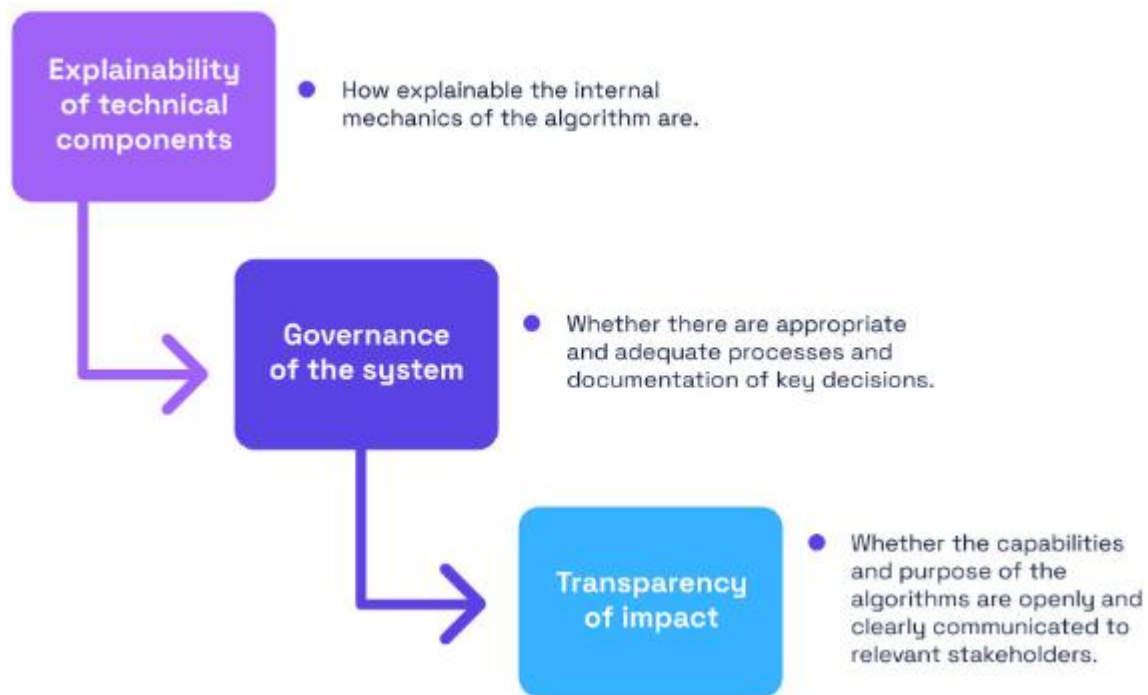 Explainability
of technical
components
How explainable the internal
mechanics of the algorithm are.
Governance
of the system
Whether there are appropriate
and adequate processes and
documentation of key decisions.
Transparency
of impact
Whether the capabilities
and purpose of the
algorithms are openly and
clearly communicated to
relevant stakeholders.